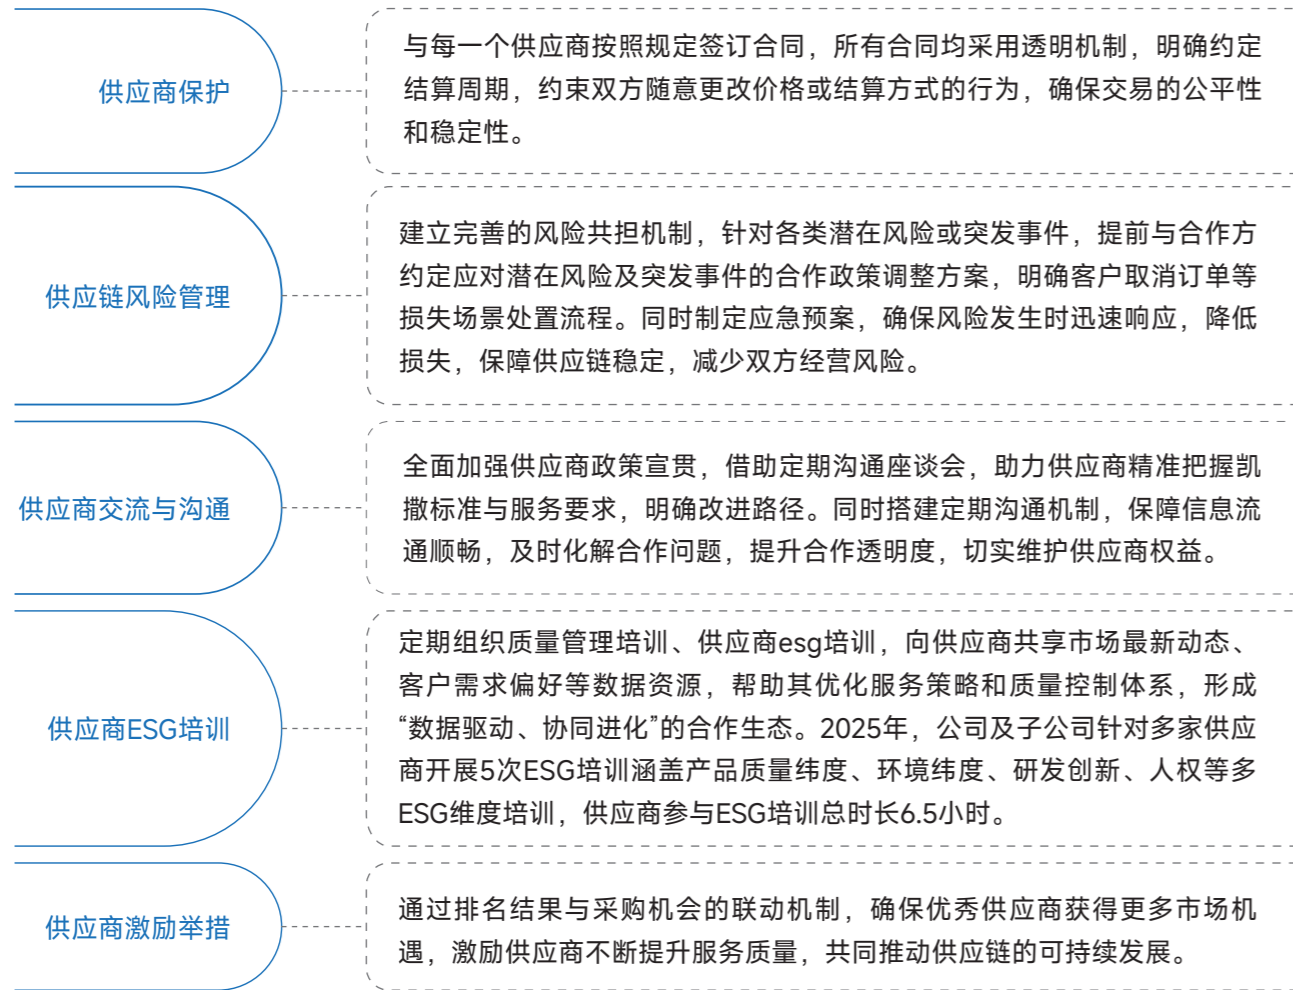 供应商保护
与每一个供应商按照规定签订合同，所有合同均采用透明机制，明确约定
结算周期，约束双方随意更改价格或结算方式的行为，确保交易的公平性
和稳定性。
供应链风险管理
建立完善的风险共担机制，针对各类潜在风险或突发事件，提前与合作方
约定应对潜在风险及突发事件的合作政策调整方案，明确客户取消订单等
损失场景处置流程。同时制定应急预案，确保风险发生时迅速响应，降低
损失，保障供应链稳定，减少双方经营风险。
供应商交流与沟通
全面加强供应商政策宣贯，借助定期沟通座谈会，助力供应商精准把握凯
撒标准与服务要求，明确改进路径。同时搭建定期沟通机制，保障信息流
通顺畅，及时化解合作问题，提升合作透明度，切实维护供应商权益。
供应商ESG培训
定期组织质量管理培训、供应商esg培训，向供应商共享市场最新动态、
客户需求偏好等数据资源，帮助其优化服务策略和质量控制体系，形成
“数据驱动、协同进化”的合作生态。2025年，公司及子公司针对多家供应
商开展5次ESG培训涵盖产品质量纬度、环境纬度、研发创新、人权等多
ESG维度培训，供应商参与ESG培训总时长6.5小时。
供应商激励举措
通过排名结果与采购机会的联动机制，确保优秀供应商获得更多市场机
遇，激励供应商不断提升服务质量，共同推动供应链的可持续发展。